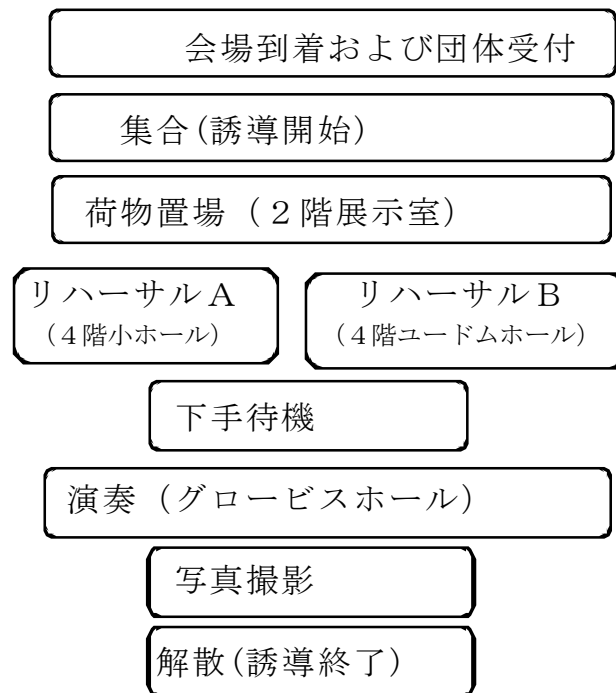 会場到着および団体受付
集合(誘導開始)
荷物置場（２階展示室）
リハーサルＡ
（４階小ホール）
リハーサルＢ
（４階ユードムホール）
下手待機
演奏（グロービスホール）
写真撮影
解散(誘導終了)